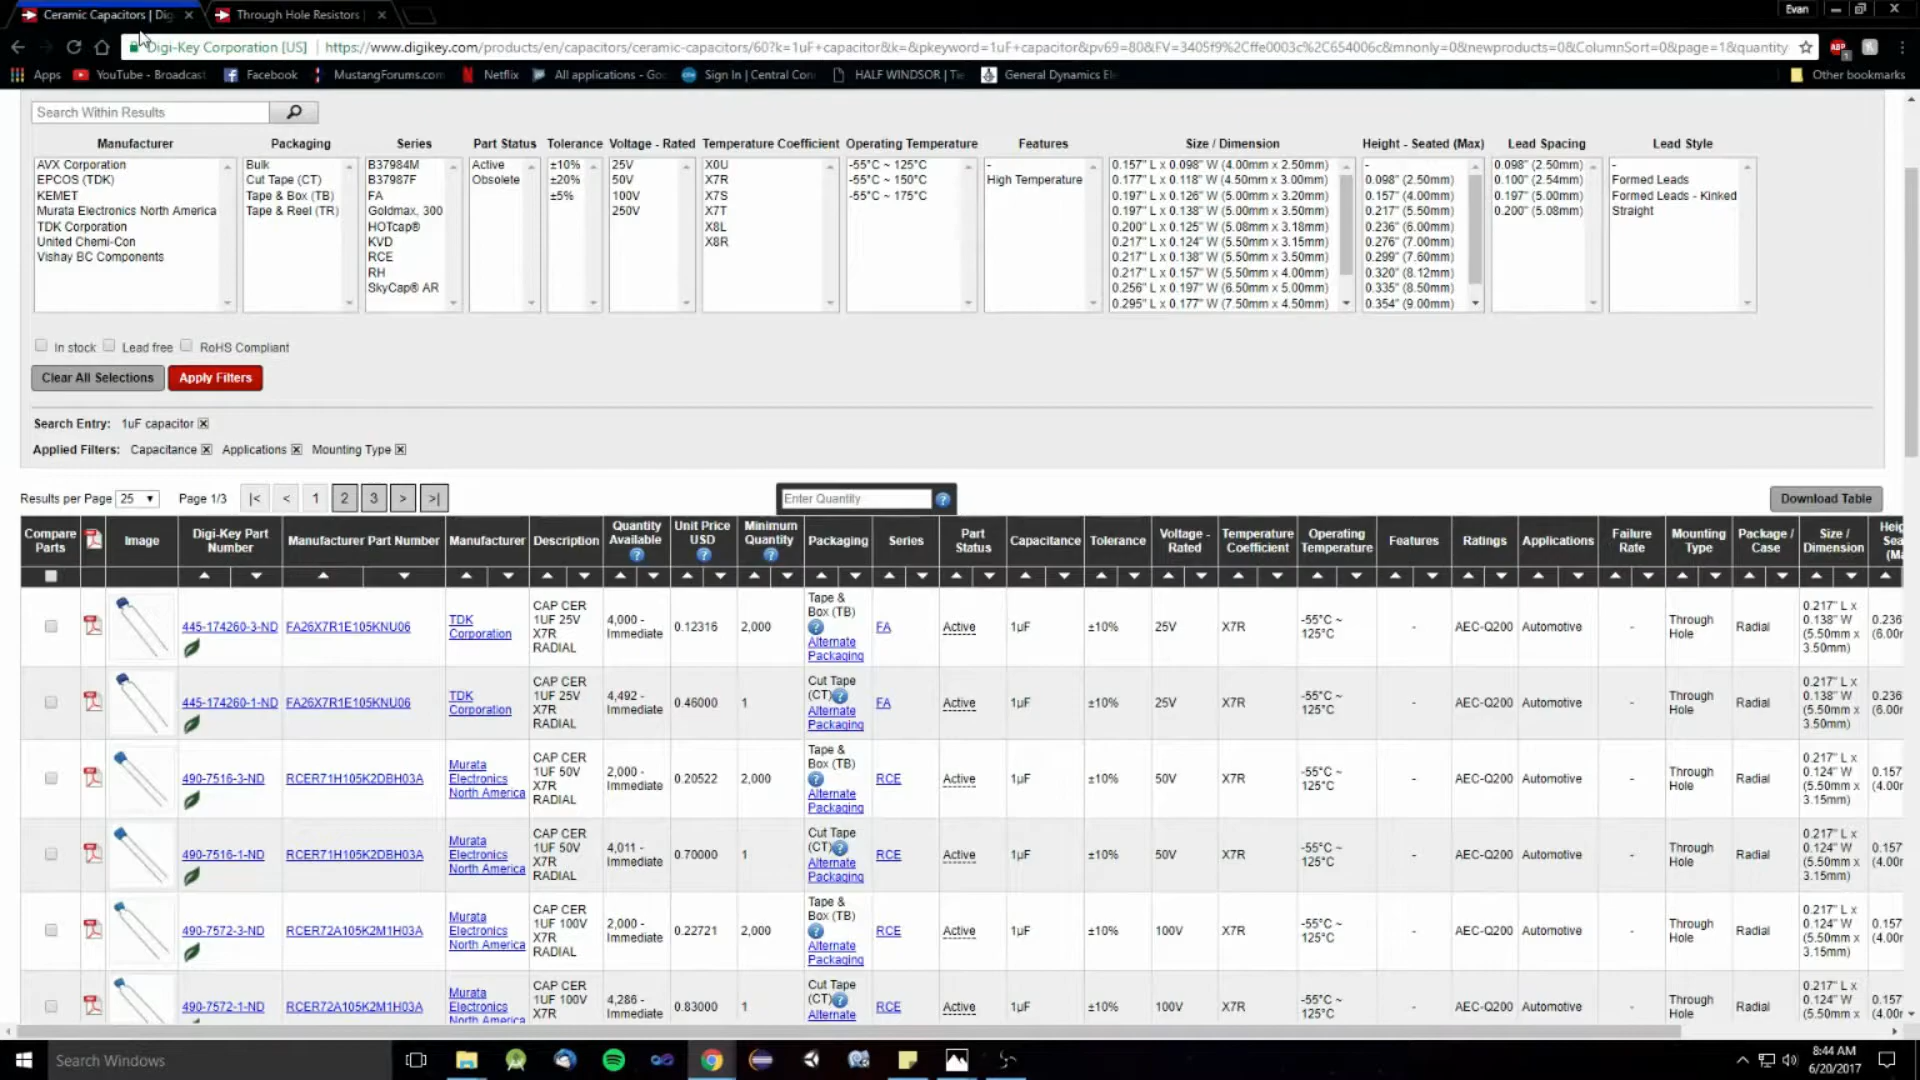 Ceramic Capacitors | Dig
Through Hole Resistors |
Evan
Digi-Key Corporation [US]
https://www.digikey.com/products/en/capacitors/ceramic-capacitors/60?k=1uF+capacitor&k=&pkeyword=1uF+capacitor&pv69=80&FV=3405f9%2Cffe0003c%2C654006c&mnonly=0&newproducts=0&ColumnSort=0&page=1&quantity
ABP
1
Apps
YouTube - Broadcast
Facebook
MustangForums.com
Netflix
All applications - Goo
Sign In | Central Con
HALF WINDSOR | Tie
General Dynamics Ele
Other bookmarks
Search Within Results
Manufacturer Packaging Series Part Status Tolerance Voltage - Rated Temperature Coefficient Operating Temperature Features Size / Dimension Height - Seated (Max) Lead Spacing Lead Style
AVX Corporation Bulk B37984M Active ±10% 25V X0U -55°C ~ 125°C - 0.157" L x 0.098" W (4.00mm x 2.50mm) - 0.098" (2.50mm) -
EPCOS (TDK) Cut Tape (CT) B37987F Obsolete ±20% 50V X7R -55°C ~ 150°C High Temperature 0.177" L x 0.118" W (4.50mm x 3.00mm) 0.098" (2.50mm) 0.100" (2.54mm) Formed Leads
KEMET Tape & Box (TB) FA ±5% 100V X7S -55°C ~ 175°C 0.197" L x 0.126" W (5.00mm x 3.20mm) 0.157" (4.00mm) 0.197" (5.00mm) Formed Leads - Kinked
Murata Electronics North America Tape & Reel (TR) Goldmax, 300 250V X7T 0.197" L x 0.138" W (5.00mm x 3.50mm) 0.217" (5.50mm) 0.200" (5.08mm) Straight
TDK Corporation HOTcap® X8L 0.200" L x 0.125" W (5.08mm x 3.18mm) 0.236" (6.00mm)
United Chemi-Con KVD X8R 0.217" L x 0.124" W (5.50mm x 3.15mm) 0.276" (7.00mm)
Vishay BC Components RCE 0.217" L x 0.138" W (5.50mm x 3.50mm) 0.299" (7.60mm)
RH 0.217" L x 0.157" W (5.50mm x 4.00mm) 0.320" (8.12mm)
SkyCap® AR 0.256" L x 0.197" W (6.50mm x 5.00mm) 0.335" (8.50mm)
0.295" L x 0.177" W (7.50mm x 4.50mm) 0.354" (9.00mm)
In stock Lead free RoHS Compliant
Clear All Selections Apply Filters
Search Entry: 1uF capacitor
Applied Filters: Capacitance Applications Mounting Type
Results per Page 25 Page 1/3 |< < 1 2 3 > >| Enter Quantity ? Download Table
Compare Parts Image Digi-Key Part Number Manufacturer Part Number Manufacturer Description Quantity Available ? Unit Price USD ? Minimum Quantity ? Packaging Series Part Status Capacitance Tolerance Voltage - Rated Temperature Coefficient Operating Temperature Features Ratings Applications Failure Rate Mounting Type Package / Case Size / Dimension Heig Sea (Ma
445-174260-3-ND FA26X7R1E105KNU06 TDK Corporation CAP CER 1UF 25V X7R RADIAL 4,000 - Immediate 0.12316 2,000 Tape & Box (TB) ? Alternate Packaging FA Active 1µF ±10% 25V X7R -55°C ~ 125°C - AEC-Q200 Automotive - Through Hole Radial 0.217" L x 0.138" W (5.50mm x 3.50mm) 0.236 (6.00m
445-174260-1-ND FA26X7R1E105KNU06 TDK Corporation CAP CER 1UF 25V X7R RADIAL 4,492 - Immediate 0.46000 1 Cut Tape (CT) ? Alternate Packaging FA Active 1µF ±10% 25V X7R -55°C ~ 125°C - AEC-Q200 Automotive - Through Hole Radial 0.217" L x 0.138" W (5.50mm x 3.50mm) 0.236 (6.00m
490-7516-3-ND RCER71H105K2DBH03A Murata Electronics North America CAP CER 1UF 50V X7R RADIAL 2,000 - Immediate 0.20522 2,000 Tape & Box (TB) ? Alternate Packaging RCE Active 1µF ±10% 50V X7R -55°C ~ 125°C - AEC-Q200 Automotive - Through Hole Radial 0.217" L x 0.124" W (5.50mm x 3.15mm) 0.157 (4.00m
490-7516-1-ND RCER71H105K2DBH03A Murata Electronics North America CAP CER 1UF 50V X7R RADIAL 4,011 - Immediate 0.70000 1 Cut Tape (CT) ? Alternate Packaging RCE Active 1µF ±10% 50V X7R -55°C ~ 125°C - AEC-Q200 Automotive - Through Hole Radial 0.217" L x 0.124" W (5.50mm x 3.15mm) 0.157 (4.00m
490-7572-3-ND RCER72A105K2M1H03A Murata Electronics North America CAP CER 1UF 100V X7R RADIAL 2,000 - Immediate 0.22721 2,000 Tape & Box (TB) ? Alternate Packaging RCE Active 1µF ±10% 100V X7R -55°C ~ 125°C - AEC-Q200 Automotive - Through Hole Radial 0.217" L x 0.124" W (5.50mm x 3.15mm) 0.157 (4.00m
490-7572-1-ND RCER72A105K2M1H03A Murata Electronics North America CAP CER 1UF 100V X7R 4,286 - Immediate 0.83000 1 Cut Tape (CT) ? Alternate RCE Active 1µF ±10% 100V X7R -55°C ~ 125°C - AEC-Q200 Automotive - Through Hole Radial 0.217" L x 0.124" W (5.50mm x 0.157 (4.00m
Search Windows
8:44 AM
6/20/2017